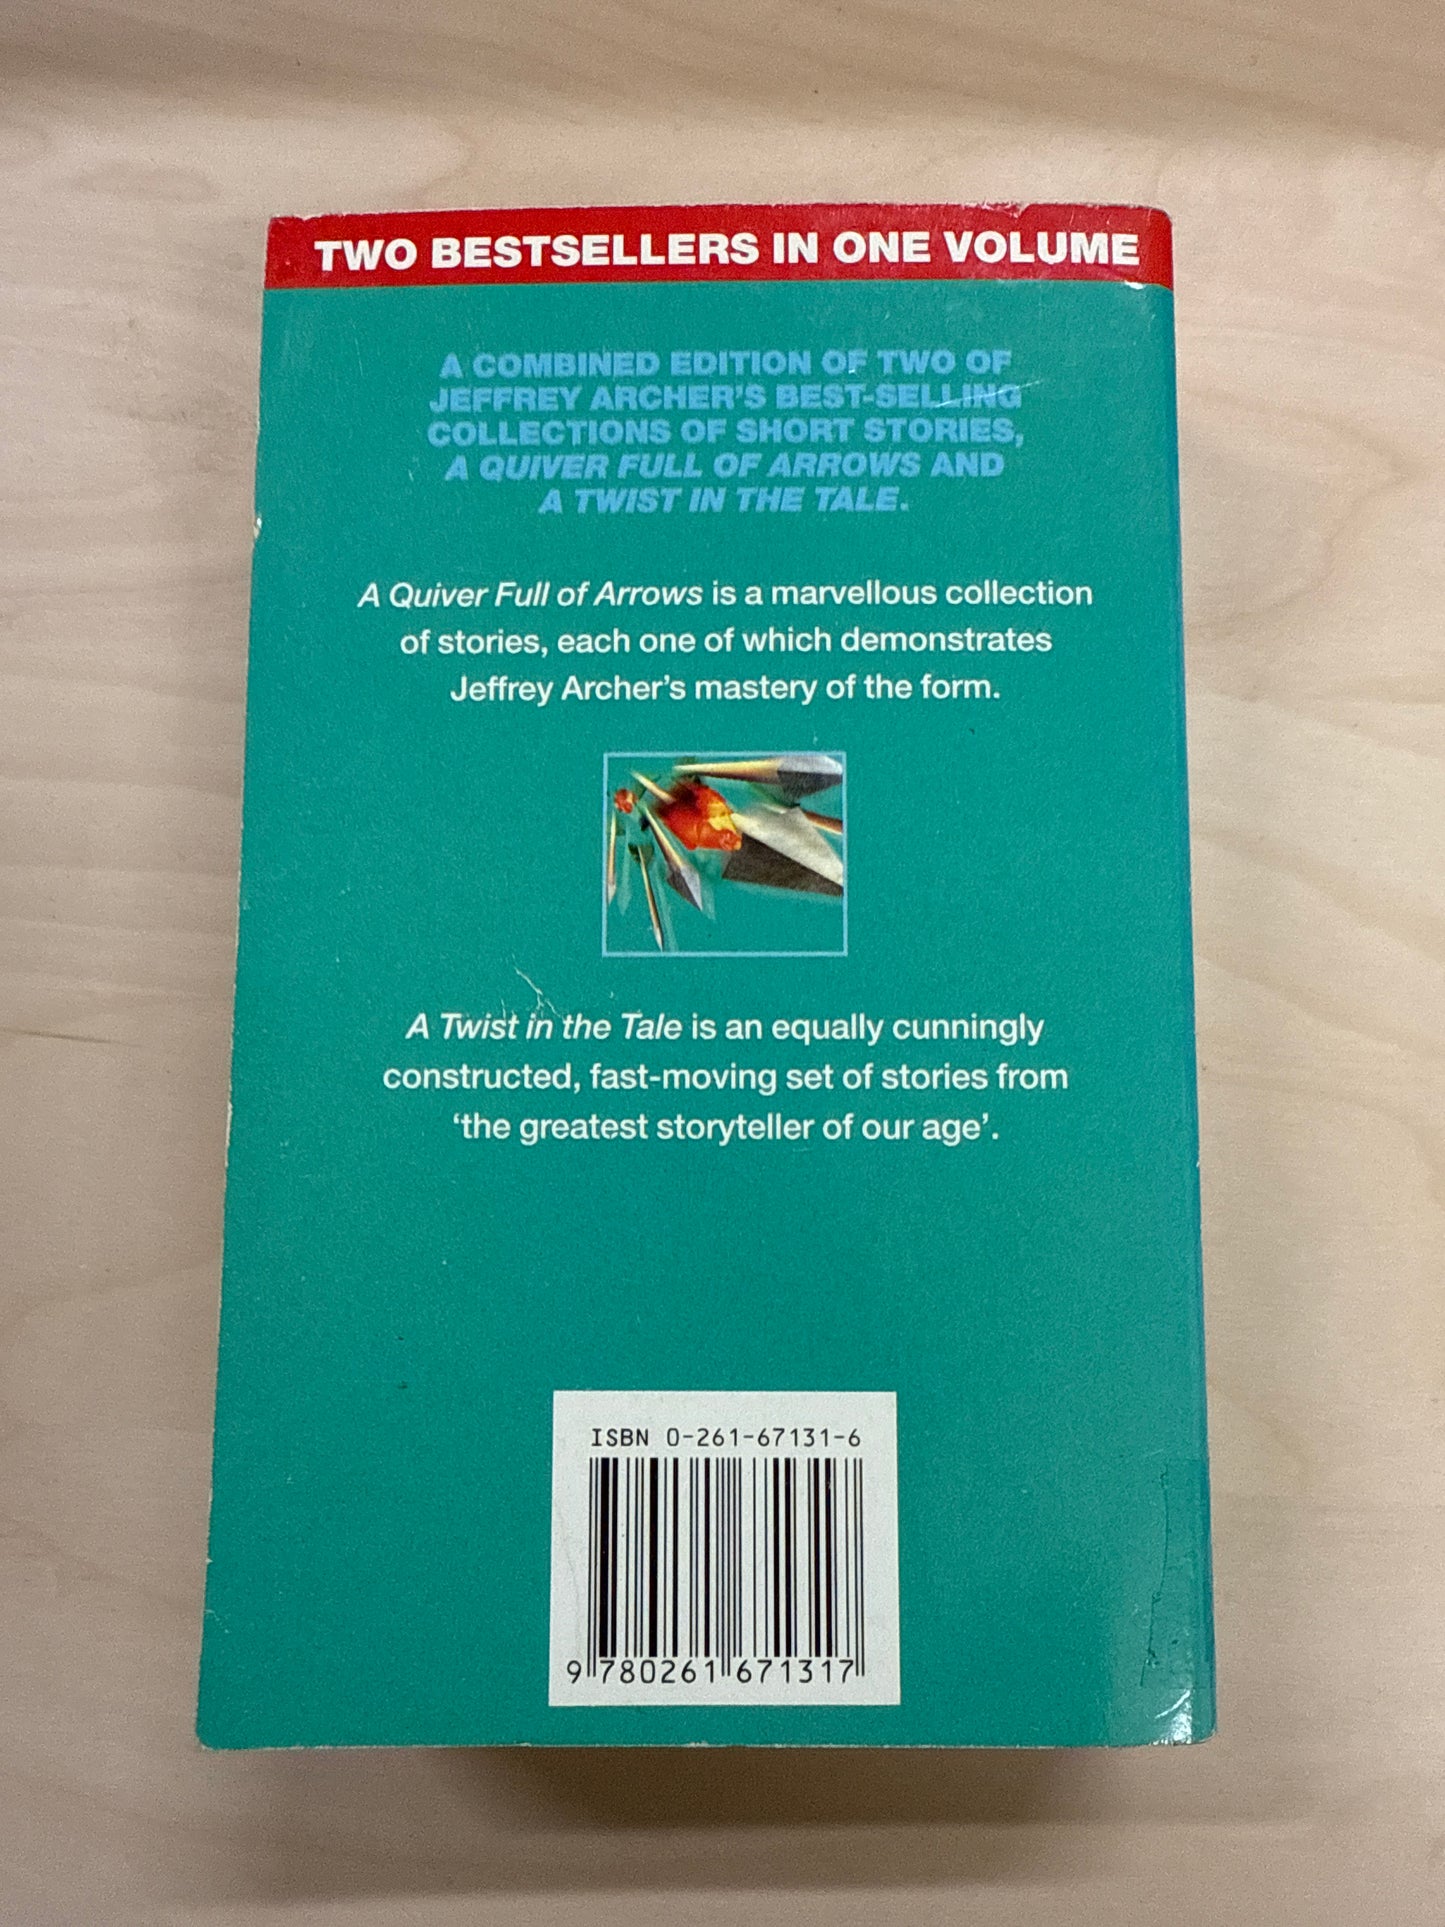 TWO BESTSELLERS IN ONE VOLUME
A COMBINED EDITION OF TWO OF
JEFFREY ARCHER'S BEST-SELLING
COLLECTIONS OF SHORT STORIES,
A QUIVER FULL OF ARROWS AND
A TWIST IN THE TALE.
A Quiver Full of Arrows is a marvellous collection
of stories, each one of which demonstrates
Jeffrey Archer's mastery of the form.
A Twist in the Tale is an equally cunningly
constructed, fast-moving set of stories from
'the greatest storyteller of our age'.
ISBN 0-261-67131-6
9 780261 671317